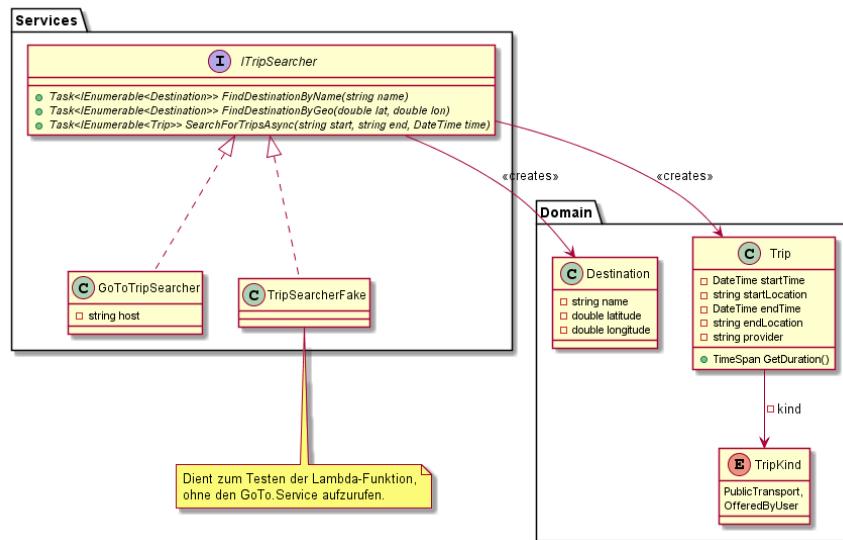 Services
I ITripSearcher
Task<IEnumerable<Destination>> FindDestinationByName(string name)
Task<IEnumerable<Destination>> FindDestinationByGeo(double lat, double lon)
Task<IEnumerable<Trip>> SearchForTripsAsync(string start, string end, DateTime time)
«creates»
«creates»
Domain
C GoToTripSearcher
string host
C TripSearcherFake
C Destination
string name
double latitude
double longitude
C Trip
DateTime startTime
string startLocation
DateTime endTime
string endLocation
string provider
TimeSpan GetDuration()
kind
E TripKind
PublicTransport,
OfferedByUser
Dient zum Testen der Lambda-Funktion,
ohne den GoTo.Service aufzurufen.